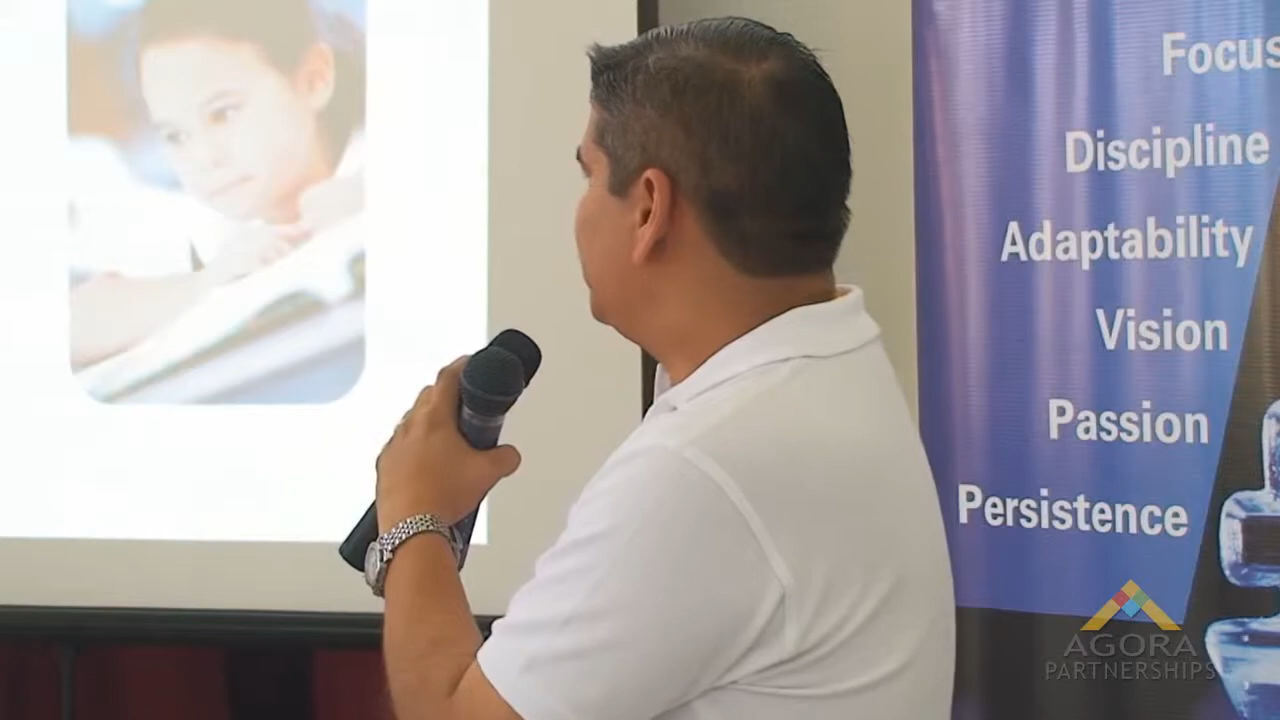 Focus
Discipline
Adaptability
Vision
Passion
Persistence
AGORA
PARTNERSHIPS